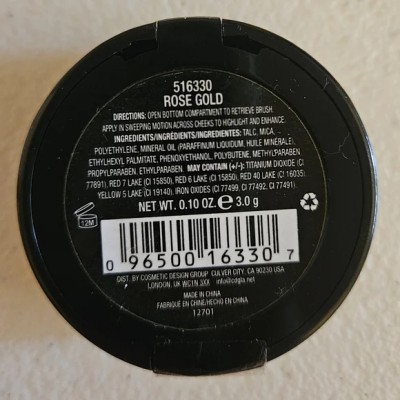 516330
ROSE GOLD
DIRECTIONS: OPEN BOTTOM COMPARTMENT TO RETRIEVE BRUSH.
APPLY IN SWEEPING MOTION ACROSS CHEEKS TO HIGHLIGHT AND ENHANCE.
INGREDIENTS/INGRÉDIENTS/INGREDIENTES: TALC, MICA,
POLYETHYLENE, MINERAL OIL (PARAFFINUM LIQUIDUM, HUILE MINERALE),
ETHYLHEXYL PALMITATE, PHENOXYETHANOL, POLYBUTENE, METHYLPARABEN,
PROPYLPARABEN, ETHYLPARABEN. MAY CONTAIN (+/-): TITANIUM DIOXIDE (CI
77891), RED 7 LAKE (CI 15850), RED 6 LAKE (CI 15850), RED 40 LAKE (CI 16035),
YELLOW 5 LAKE (CI 19140), IRON OXIDES (CI 77499, CI 77492, CI 77491).
12M
NET WT. 0.10 OZ. e 3.0 g
0 96500 16330 7
DIST. BY COSMETIC DESIGN GROUP CULVER CITY, CA 90230 USA
LONDON, UK WC1N 3XX info@cdgla.net
MADE IN CHINA
FABRIQUÉ EN CHINE/HECHO EN CHINA
12701